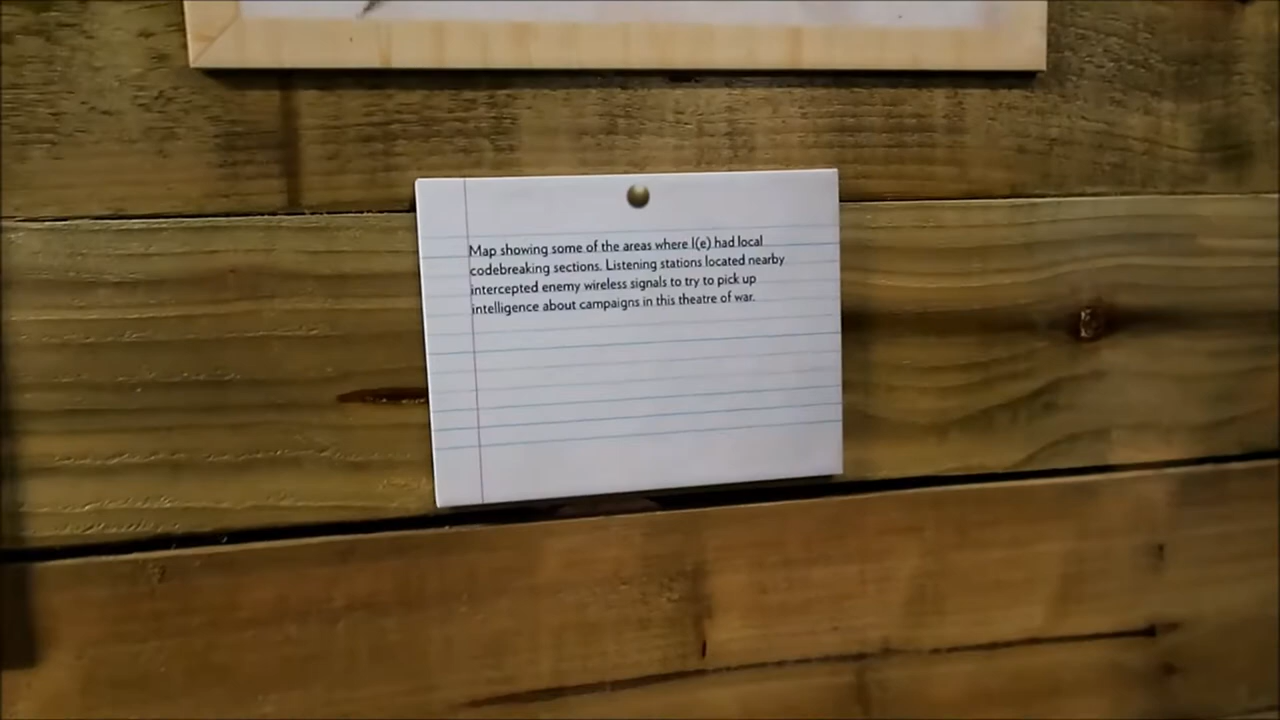 Map showing some of the areas where I(e) had local
codebreaking sections. Listening stations located nearby
intercepted enemy wireless signals to try to pick up
intelligence about campaigns in this theatre of war.